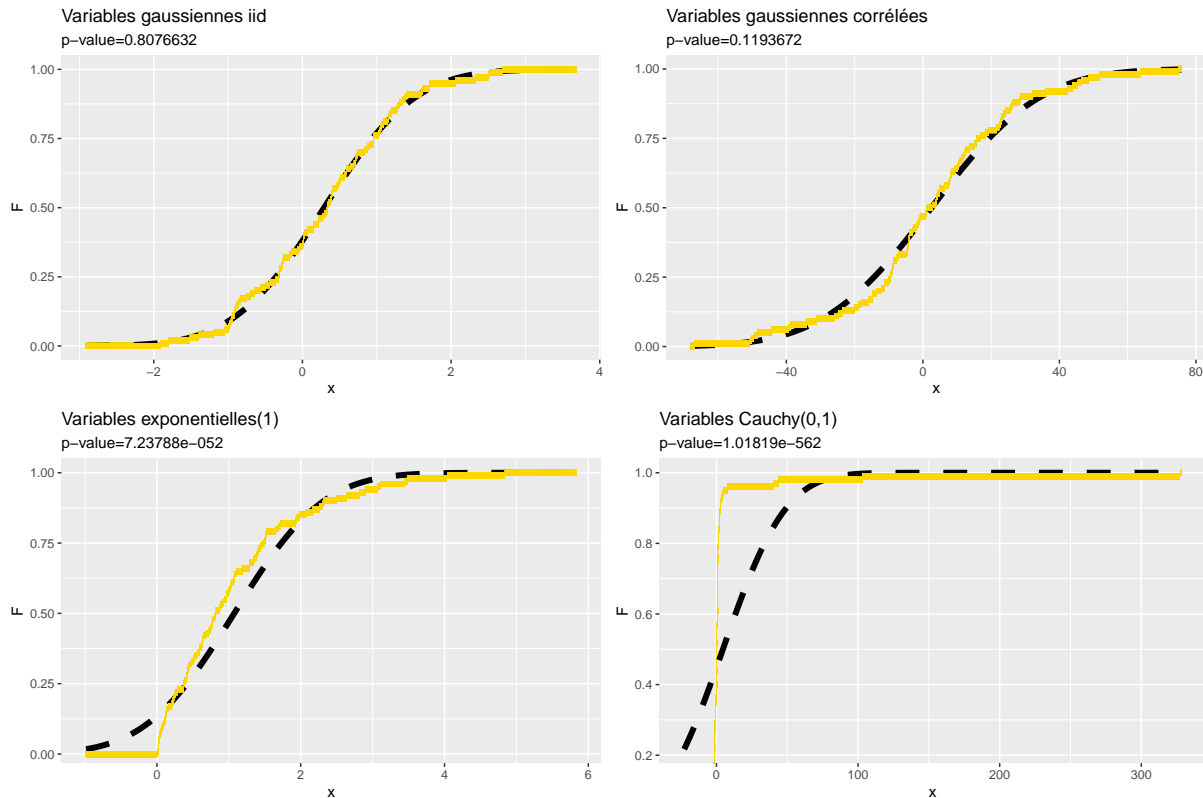 Variables gaussiennes iid
p−value=0.8076632
1.00
0.75
0.50
0.25
0.00
F
−2
0
2
4
x
Variables gaussiennes corrélées
p−value=0.1193672
1.00
0.75
0.50
0.25
0.00
F
−40
0
40
80
x
Variables exponentielles(1)
p−value=7.23788e−052
1.00
0.75
0.50
0.25
0.00
F
0
2
4
6
x
Variables Cauchy(0,1)
p−value=1.01819e−562
1.0
0.8
0.6
0.4
0.2
F
0
100
200
300
x